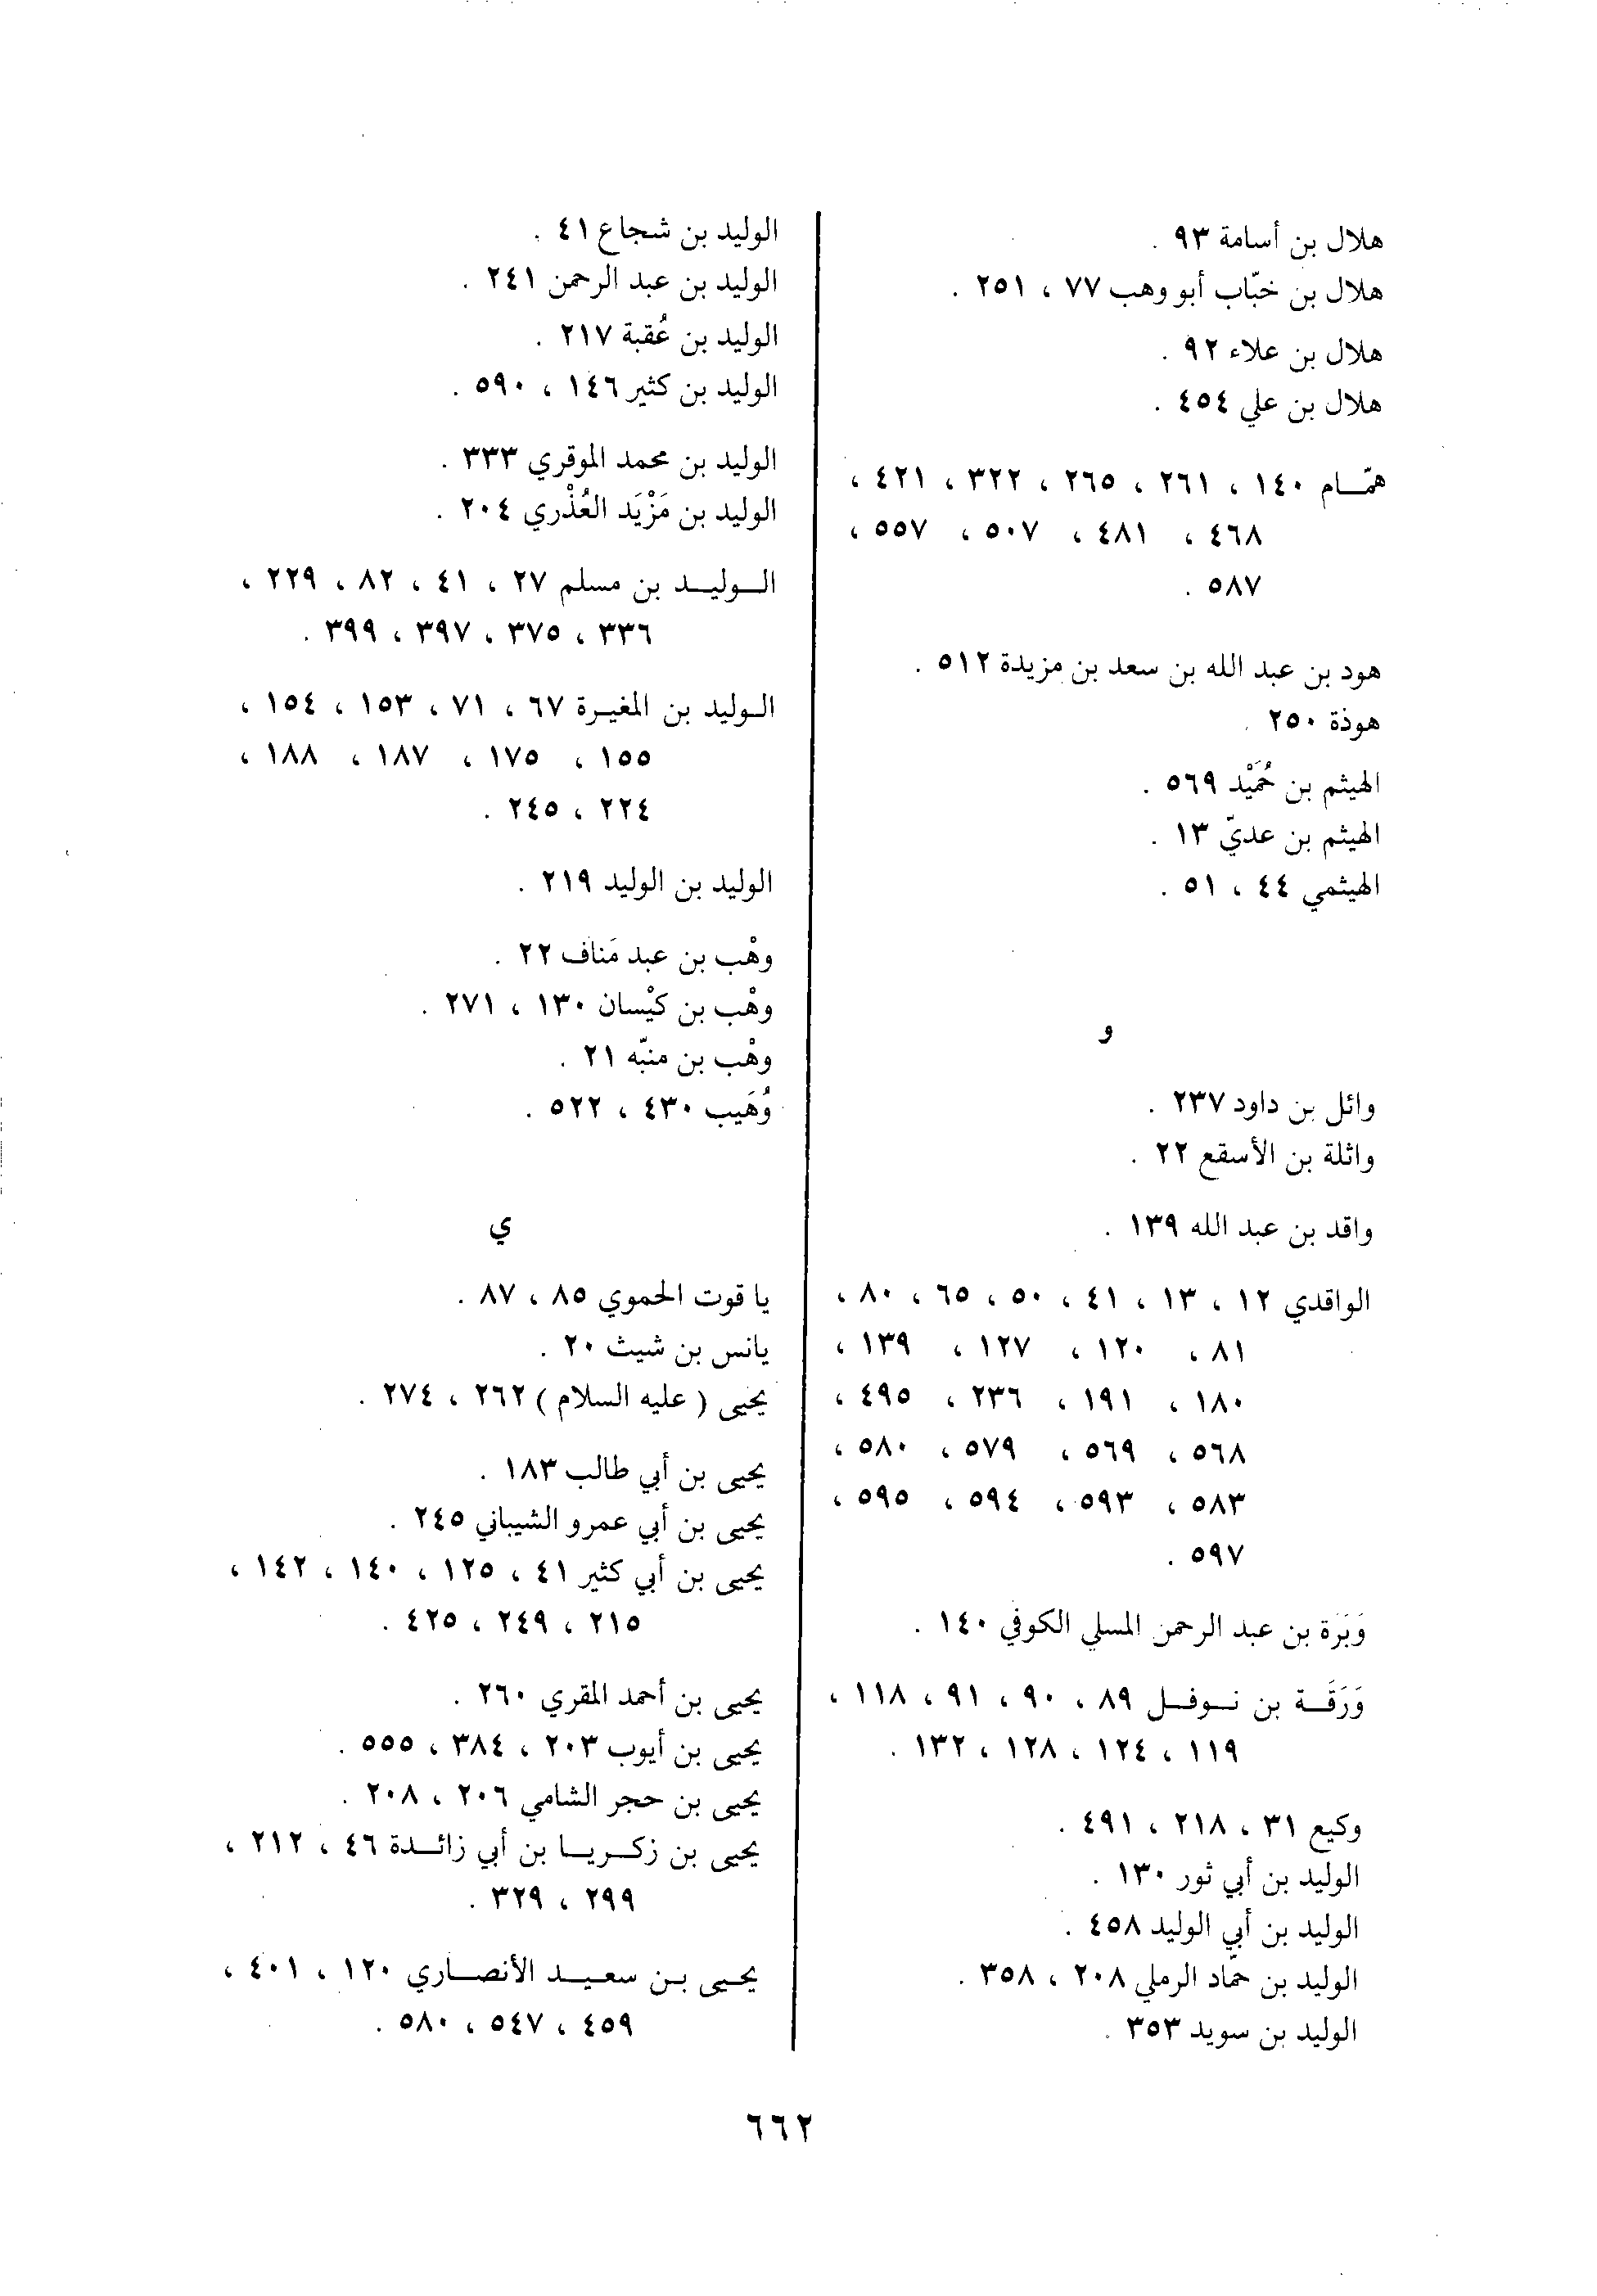 هلال بن أسامة ٩٣ .
هلال بن خبّاب أبو وهب ٧٧ ، ٢٥١ .
هلال بن علاء ٩٢ .
هلال بن علي ٤٥٤ .
همّام ١٤٠ ، ٢٦١ ، ٢٦٥ ، ٣٢٢ ، ٤٢١ ،
٤٦٨ ، ٤٨١ ، ٥٠٧ ، ٥٥٧ ،
٥٨٧ .
هود بن عبد الله بن سعد بن مزيدة ٥١٢ .
هوذة ٢٥٠ .
الهيثم بن حُمَيْد ٥٦٩ .
الهيثم بن عديّ ١٣ .
الهيثمي ٤٤ ، ٥١ .
و
وائل بن داود ٢٣٧ .
واثلة بن الأسقع ٢٢ .
واقد بن عبد الله ١٣٩ .
الواقدي ١٢ ، ١٣ ، ٤١ ، ٥٠ ، ٦٥ ، ٨٠ ،
٨١ ، ١٢٠ ، ١٢٧ ، ١٣٩ ،
١٨٠ ، ١٩١ ، ٢٣٦ ، ٤٩٥ ،
٥٦٨ ، ٥٦٩ ، ٥٧٩ ، ٥٨٠ ،
٥٨٣ ، ٥٩٣ ، ٥٩٤ ، ٥٩٥ ،
٥٩٧ .
وَبَرَة بن عبد الرحمن المسلي الكوفي ١٤٠ .
وَرَقَة بن نوفل ٨٩ ، ٩٠ ، ٩١ ، ١١٨ ،
١١٩ ، ١٢٤ ، ١٢٨ ، ١٣٢ .
وكيع ٣١ ، ٢١٨ ، ٤٩١ .
الوليد بن أبي ثور ١٣٠ .
الوليد بن أبي الوليد ٤٥٨ .
الوليد بن حمّاد الرملي ٢٠٨ ، ٣٥٨ .
الوليد بن سويد ٣٥٣ .
الوليد بن شجاع ٤١ .
الوليد بن عبد الرحمن ٢٤١ .
الوليد بن عُقبة ٢١٧ .
الوليد بن كثير ١٤٦ ، ٥٩٠ .
الوليد بن محمد الموقري ٣٣٣ .
الوليد بن مَزْيَد العُذْري ٢٠٤ .
الوليد بن مسلم ٢٧ ، ٤١ ، ٨٢ ، ٢٢٩ ،
٣٣٦ ، ٣٧٥ ، ٣٩٧ ، ٣٩٩ .
الوليد بن المغيرة ٦٧ ، ٧١ ، ١٥٣ ، ١٥٤ ،
١٥٥ ، ١٧٥ ، ١٨٧ ، ١٨٨ ،
٢٢٤ ، ٢٤٥ .
الوليد بن الوليد ٢١٩ .
وهْب بن عبد مَناف ٢٢ .
وهْب بن كيْسان ١٣٠ ، ٢٧١ .
وهْب بن منبّه ٢١ .
وُهَيب ٤٣٠ ، ٥٢٢ .
ي
ياقوت الحموي ٨٥ ، ٨٧ .
يانس بن شيث ٢٠ .
يحيى ( عليه السلام ) ٢٦٢ ، ٢٧٤ .
يحيى بن أبي طالب ١٨٣ .
يحيى بن أبي عمرو الشيباني ٢٤٥ .
يحيى بن أبي كثير ٤١ ، ١٢٥ ، ١٤٠ ، ١٤٢ ،
٢١٥ ، ٢٤٩ ، ٤٢٥ .
يحيى بن أحمد المقري ٢٦٠ .
يحيى بن أيوب ٢٠٣ ، ٣٨٤ ، ٥٥٥ .
يحيى بن حجر الشامي ٢٠٦ ، ٢٠٨ .
يحيى بن زكريا بن أبي زائدة ٤٦ ، ٢١٢ ،
٢٩٩ ، ٣٢٩ .
يحيى بن سعيد الأنصاري ١٢٠ ، ٤٠١ ،
٤٥٩ ، ٥٤٧ ، ٥٨٠ .
٦٦٢